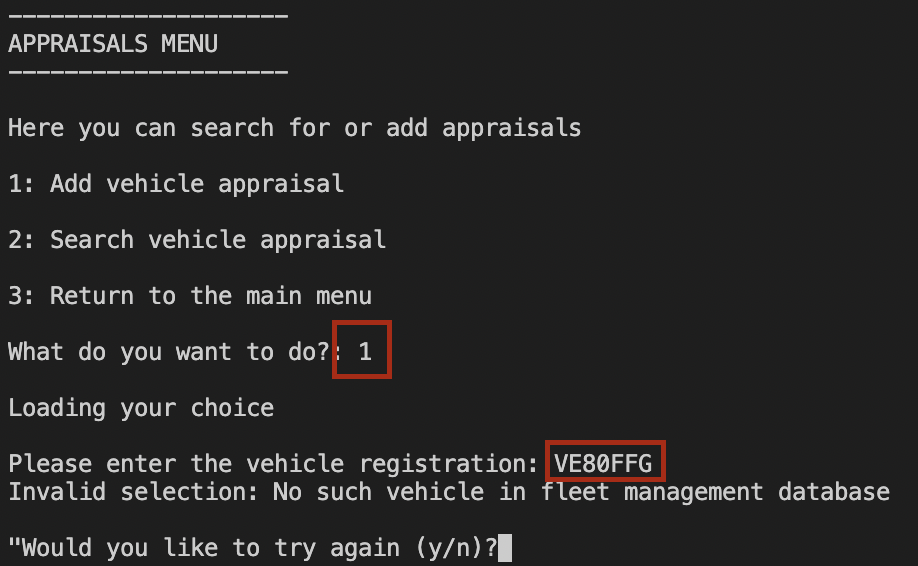 --------------------
APPRAISALS MENU
--------------------
Here you can search for or add appraisals
1: Add vehicle appraisal
2: Search vehicle appraisal
3: Return to the main menu
What do you want to do?: 1
Loading your choice
Please enter the vehicle registration: VE80FFG
Invalid selection: No such vehicle in fleet management database
"Would you like to try again (y/n)?